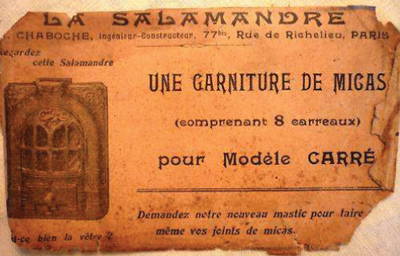 LA SALAMANDRE
. CHABOCHE, Ingénieur-Constructeur, 77bis, Rue de Richelieu, PARIS
Regardez
cette Salamandre
UNE GARNITURE DE MICAS
(comprenant 8 carreaux)
pour Modèle CARRÉ
Demandez notre nouveau mastic pour faire
-ce bien la vôtre ?
même vos joints de micas.